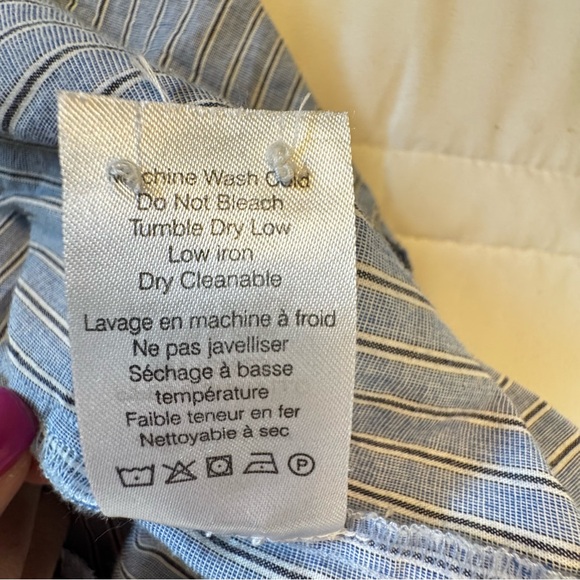 Machine Wash Cold
Do Not Bleach
Tumble Dry Low
Low iron
Dry Cleanable
Lavage en machine à froid
Ne pas javelliser
Séchage à basse
température
Faible teneur en fer
Nettoyable à sec
P